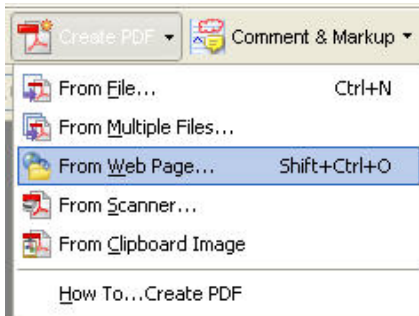 Create PDF Comment & Markup
From File... Ctrl+N
From Multiple Files...
From Web Page... Shift+Ctrl+O
From Scanner...
From Clipboard Image
How To...Create PDF